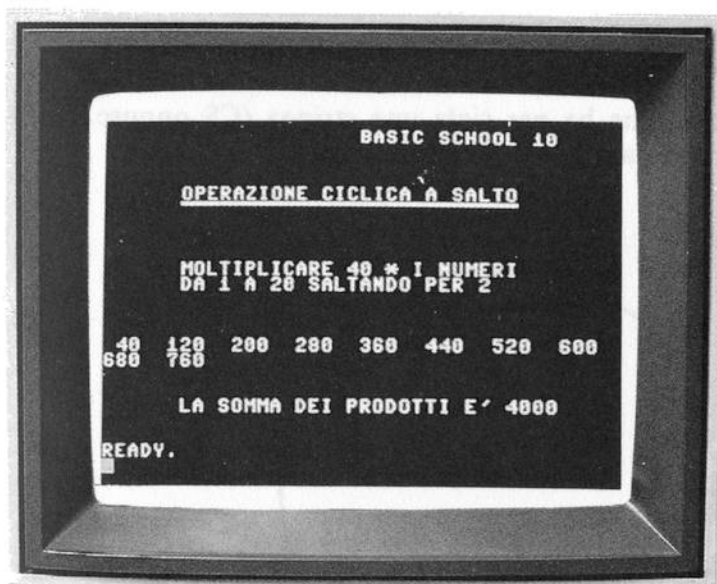 BASIC SCHOOL 10
OPERAZIONE CICLICA A SALTO
MOLTIPLICARE 40 * I NUMERI
DA 1 A 20 SALTANDO PER 2
40 120 200 280 360 440 520 600
680 760
LA SOMMA DEI PRODOTTI E' 4000
READY.